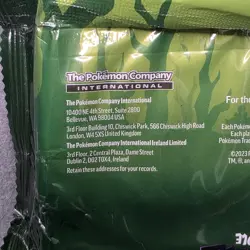 The Pokémon Company
INTERNATIONAL
The Pokémon Company International
10400 NE 4th Street, Suite 2800
Bellevue, WA 98004 USA
3rd Floor Building 10, Chiswick Park, 566 Chiswick High Road
London, W4 5XS United Kingdom
The Pokémon Company International Ireland Limited
3rd Floor, 2 Central Plaza, Dame Street
Dublin 2, D02 T0X4, Ireland
Retain these addresses for your records.
For the
Each Poké
Each pla
Pokémon Tra
©2023 P
TM, ®, an